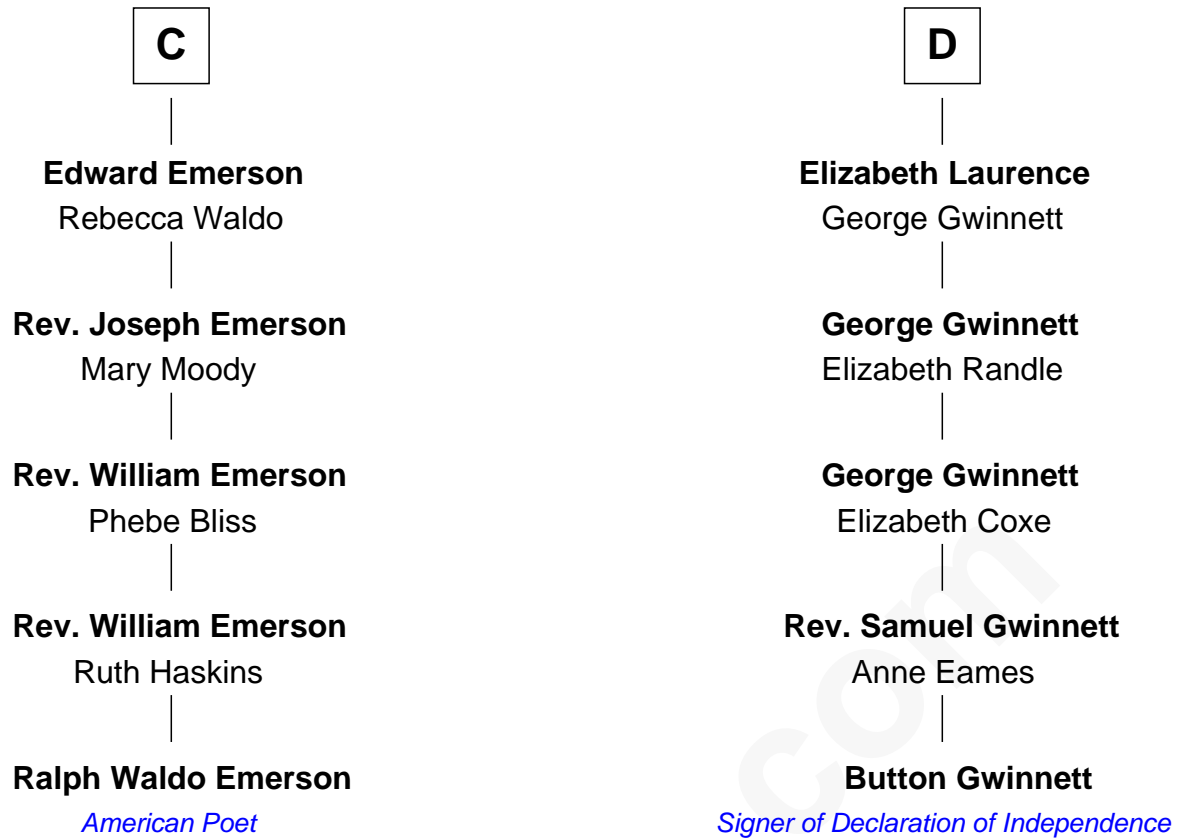 C
Edward Emerson
Rebecca Waldo
Rev. Joseph Emerson
Mary Moody
Rev. William Emerson
Phebe Bliss
Rev. William Emerson
Ruth Haskins
Ralph Waldo Emerson
American Poet
D
Elizabeth Laurence
George Gwinnett
George Gwinnett
Elizabeth Randle
George Gwinnett
Elizabeth Coxe
Rev. Samuel Gwinnett
Anne Eames
Button Gwinnett
Signer of Declaration of Independence
com